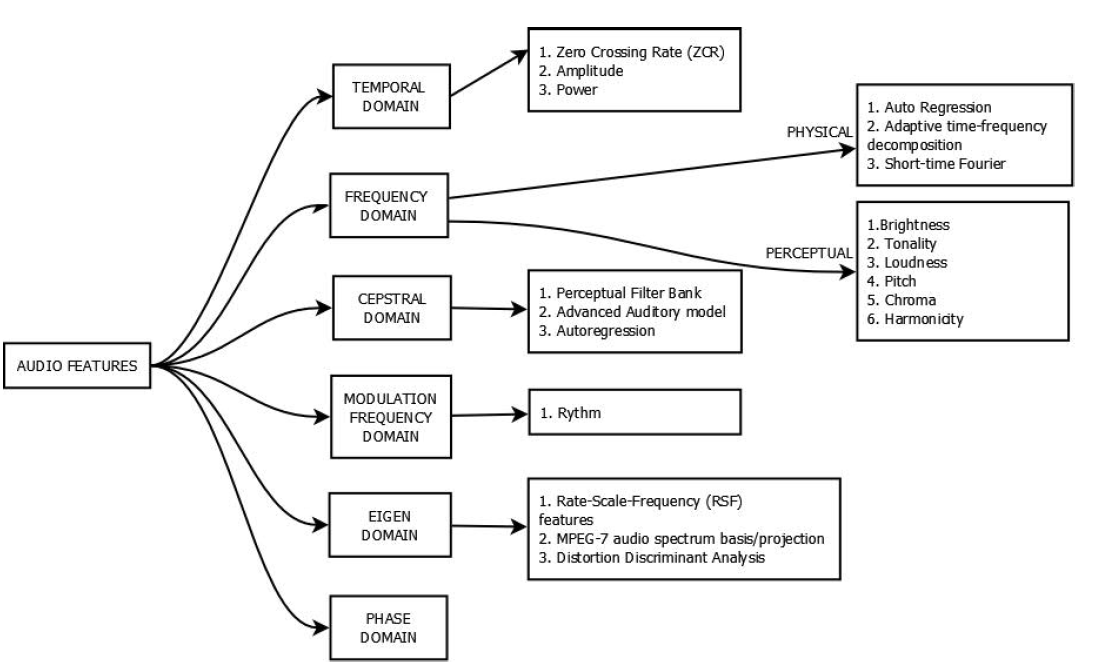 AUDIO FEATURES
TEMPORAL
DOMAIN
1. Zero Crossing Rate (ZCR)
2. Amplitude
3. Power
FREQUENCY
DOMAIN
PHYSICAL
1. Auto Regression
2. Adaptive time-frequency
decomposition
3. Short-time Fourier
PERCEPTUAL
1.Brightness
2. Tonality
3. Loudness
4. Pitch
5. Chroma
6. Harmonicity
CEPSTRAL
DOMAIN
1. Perceptual Filter Bank
2. Advanced Auditory model
3. Autoregression
MODULATION
FREQUENCY
DOMAIN
1. Rythm
EIGEN
DOMAIN
1. Rate-Scale-Frequency (RSF)
features
2. MPEG-7 audio spectrum basis/projection
3. Distortion Discriminant Analysis
PHASE
DOMAIN